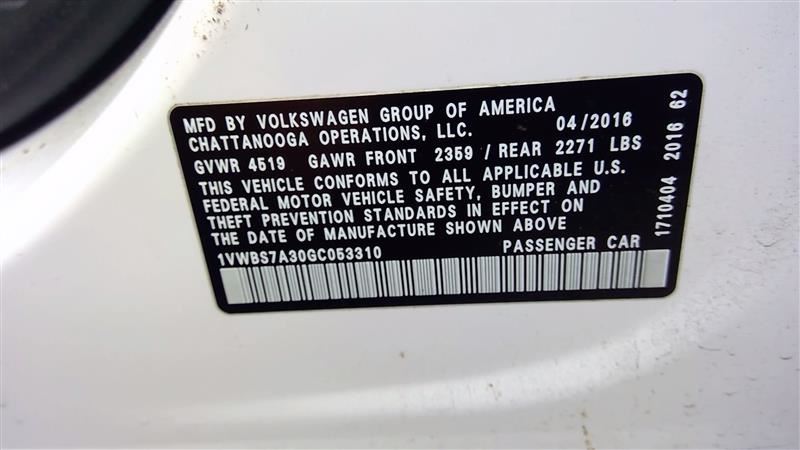 MFD BY VOLKSWAGEN GROUP OF AMERICA
CHATTANOOGA OPERATIONS, LLC. 04/2016
GVWR 4519 GAWR FRONT 2359 / REAR 2271 LBS
THIS VEHICLE CONFORMS TO ALL APPLICABLE U.S.
FEDERAL MOTOR VEHICLE SAFETY, BUMPER AND
THEFT PREVENTION STANDARDS IN EFFECT ON
THE DATE OF MANUFACTURE SHOWN ABOVE
1VWBS7A30GC053310 PASSENGER CAR
1710404 2016 62